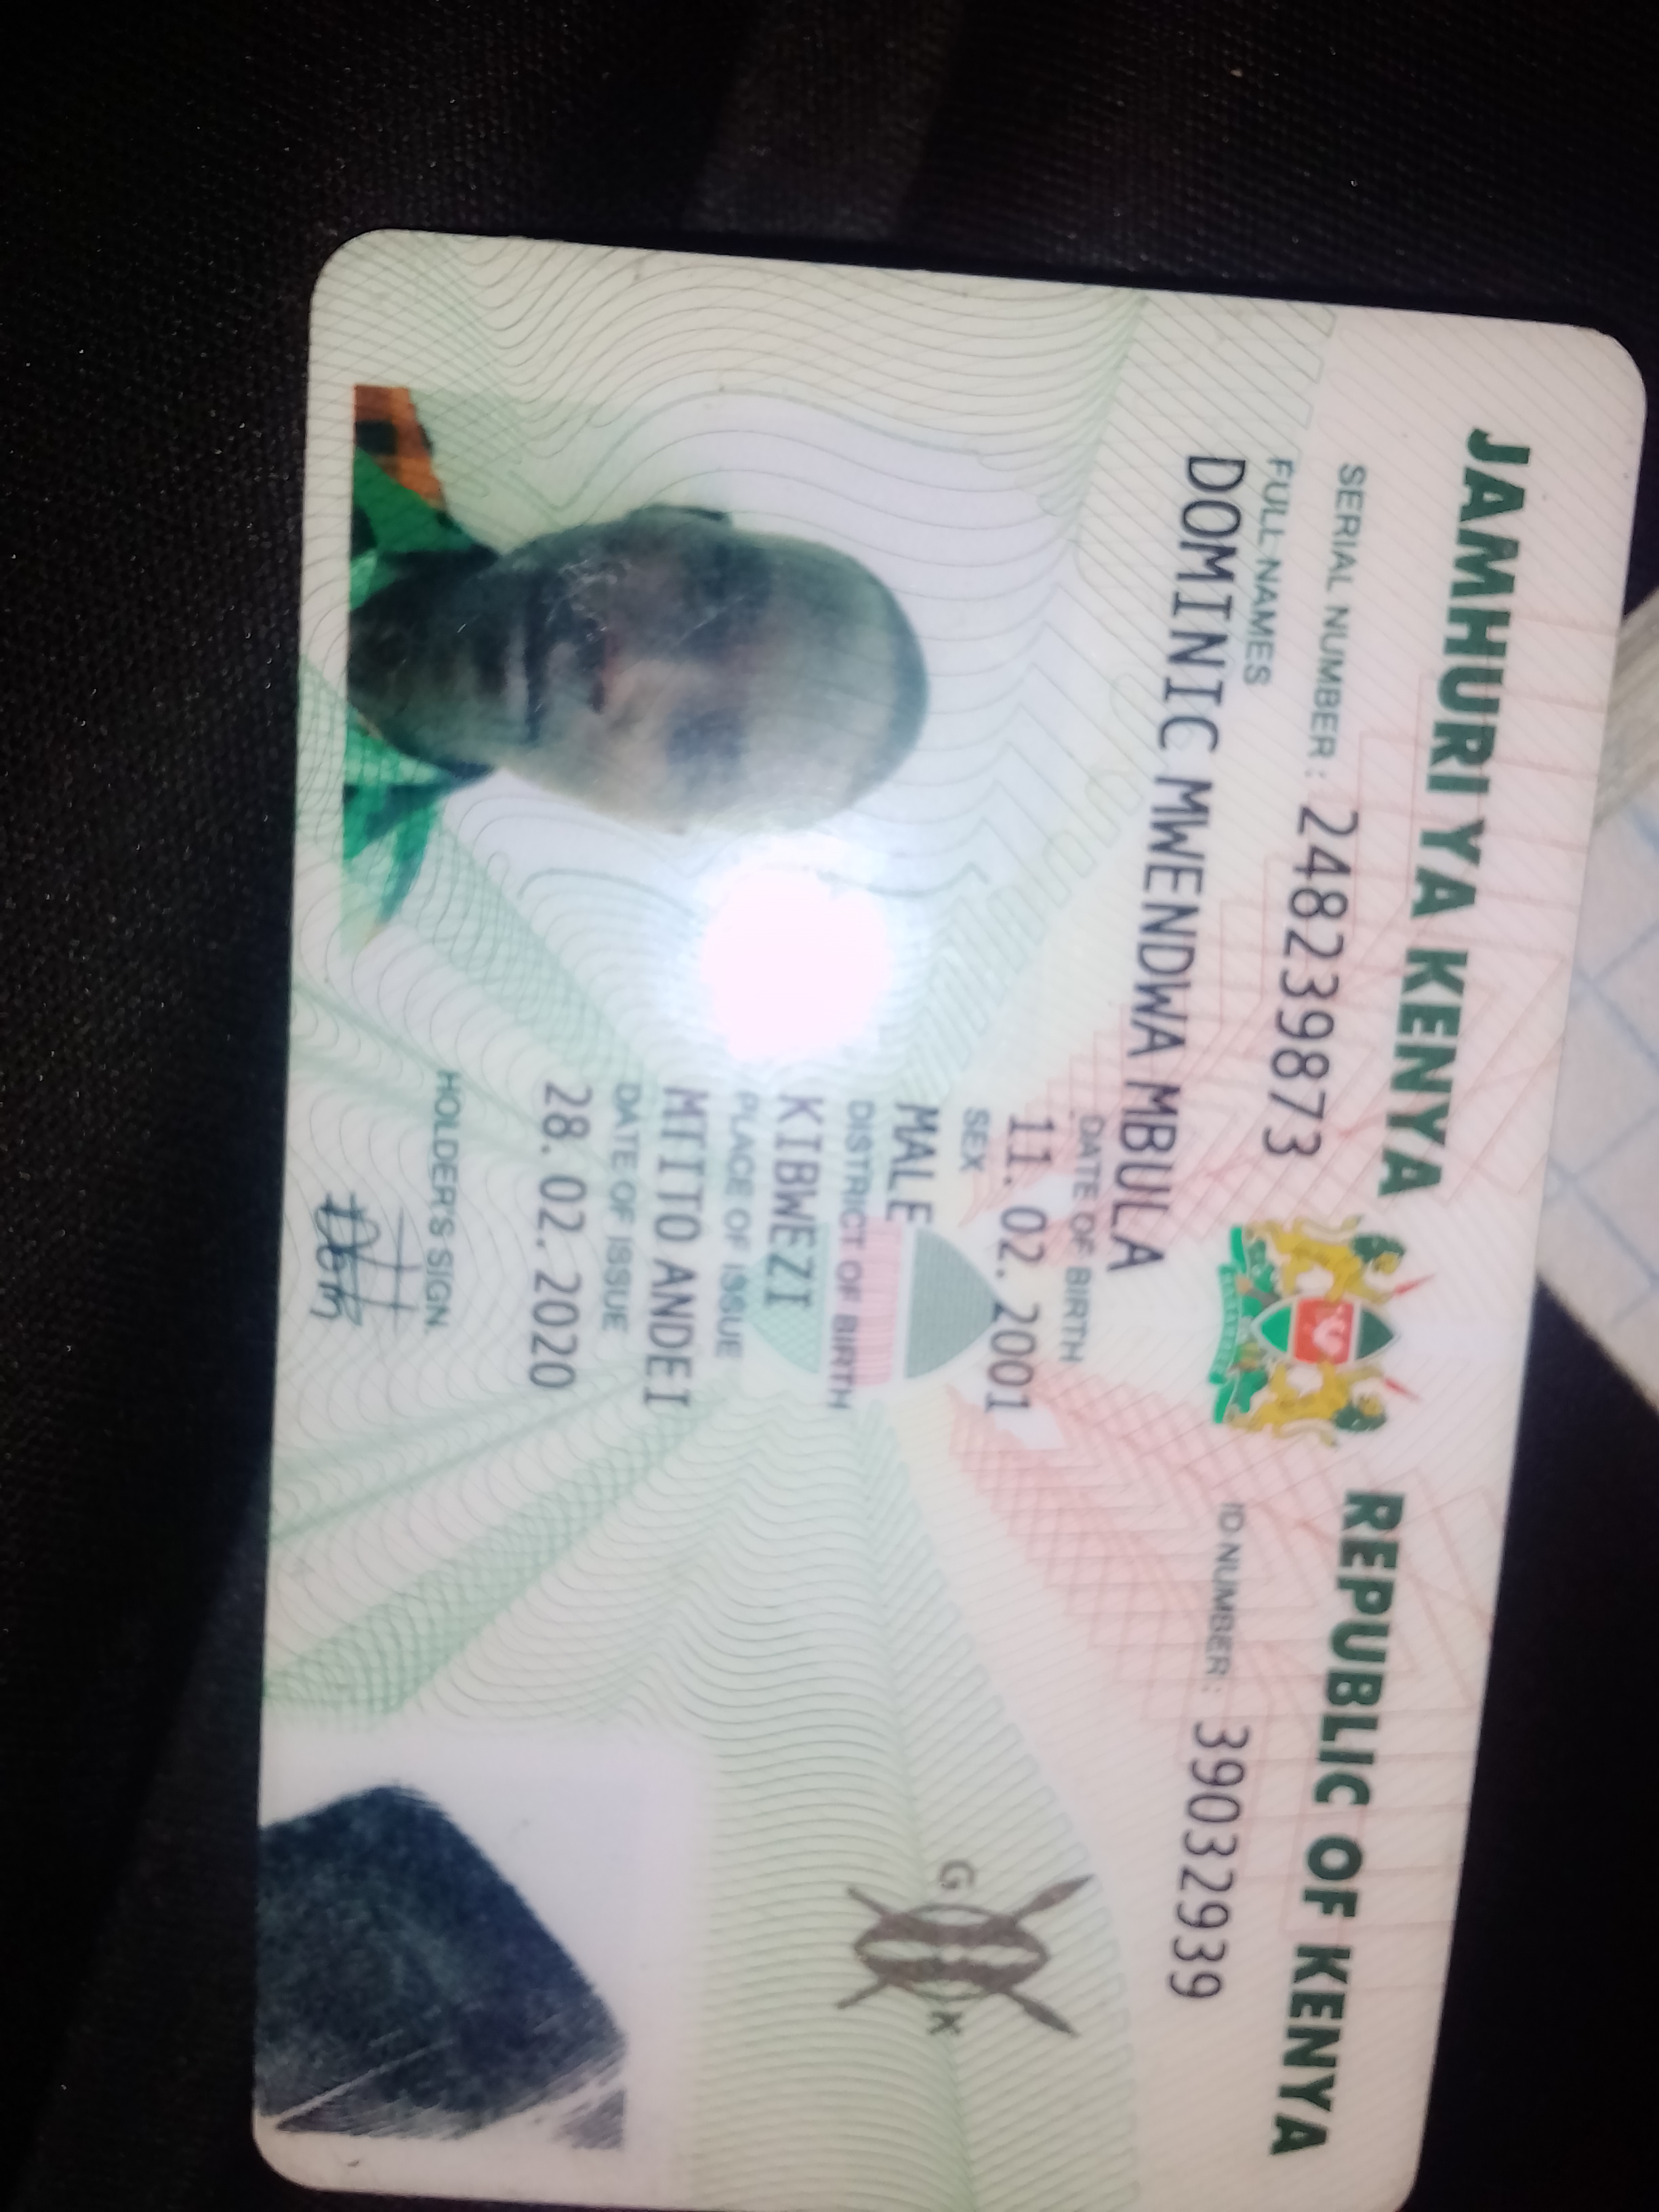 JAMHURI YA KENYA REPUBLIC OF KENYA
SERIAL NUMBER : 248239873 ID NUMBER : 39032939
FULL NAMES
DOMINIC MWENDWA MBULA
DATE OF BIRTH
11. 02. 2001
SEX
MALE
DISTRICT OF BIRTH
KIBWEZI
PLACE OF ISSUE
MTITO ANDEI
DATE OF ISSUE
28. 02. 2020
HOLDER'S SIGN.
G K